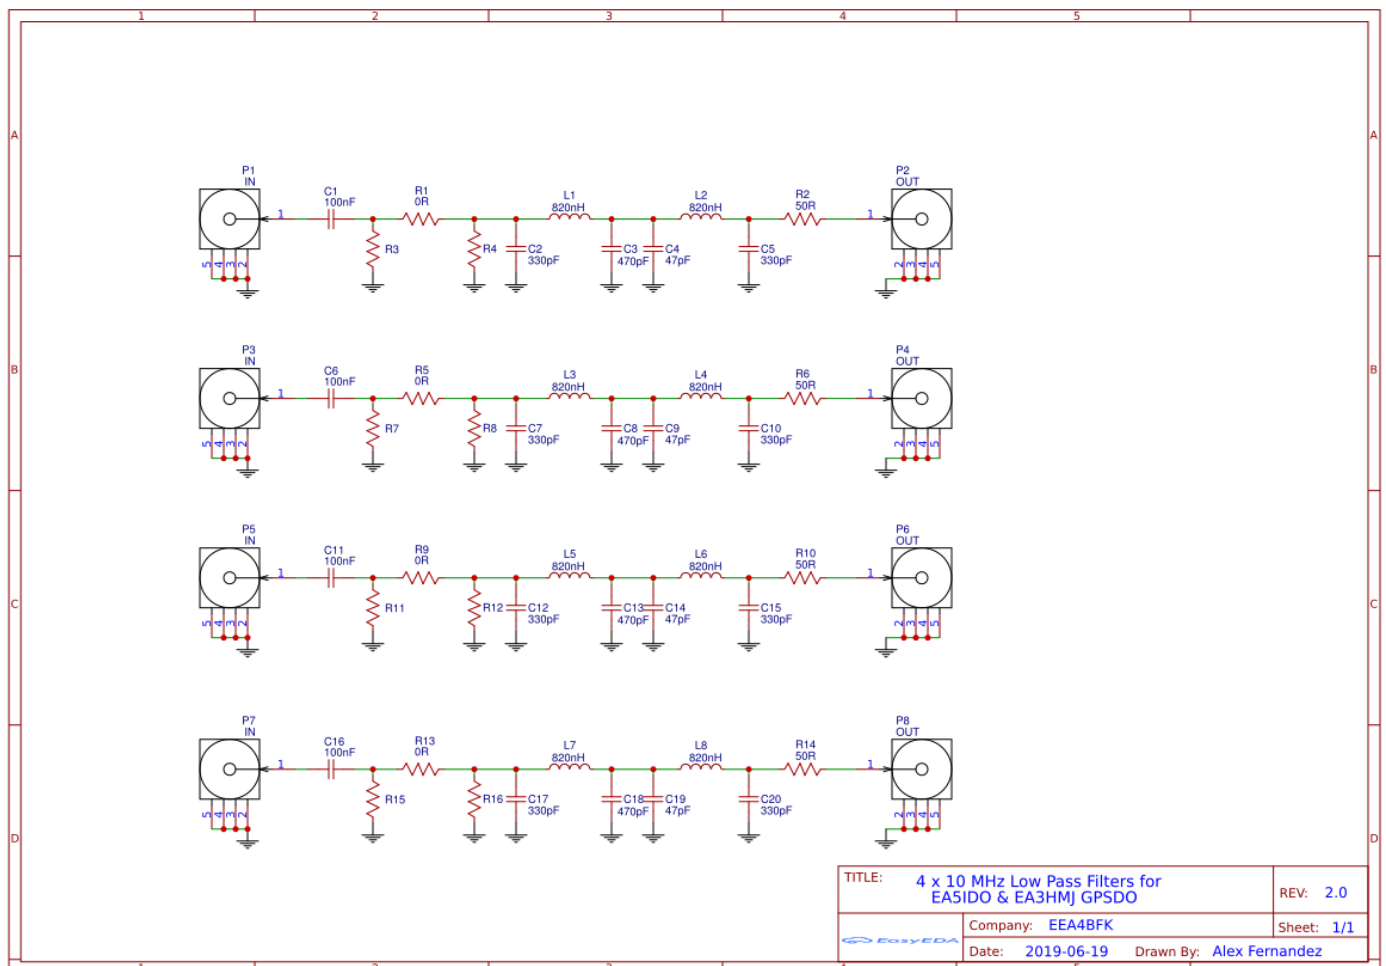 1 2 3 4 5
A A
P1
IN
C1
100nF
R1
0R
L1
820nH
L2
820nH
R2
50R
P2
OUT
1 1
R3 R4
C2
330pF
C3
470pF
C4
47pF
C5
330pF
5 4 3 2
2 3 4 5
B B
P3
IN
C6
100nF
R5
0R
L3
820nH
L4
820nH
R6
50R
P4
OUT
1 1
R7 R8
C7
330pF
C8
470pF
C9
47pF
C10
330pF
5 4 3 2
2 3 4 5
P5
IN
C11
100nF
R9
0R
L5
820nH
L6
820nH
R10
50R
P6
OUT
1 1
C C
R11 R12
C12
330pF
C13
470pF
C14
47pF
C15
330pF
5 4 3 2
2 3 4 5
P7
IN
C16
100nF
R13
0R
L7
820nH
L8
820nH
R14
50R
P8
OUT
1 1
R15 R16
C17
330pF
C18
470pF
C19
47pF
C20
330pF
5 4 3 2
2 3 4 5
D D
TITLE:
4 x 10 MHz Low Pass Filters for
EA5IDO & EA3HMJ GPSDO
REV: 2.0
EasyEDA
Company: EEA4BFK
Sheet: 1/1
Date: 2019-06-19 Drawn By: Alex Fernandez